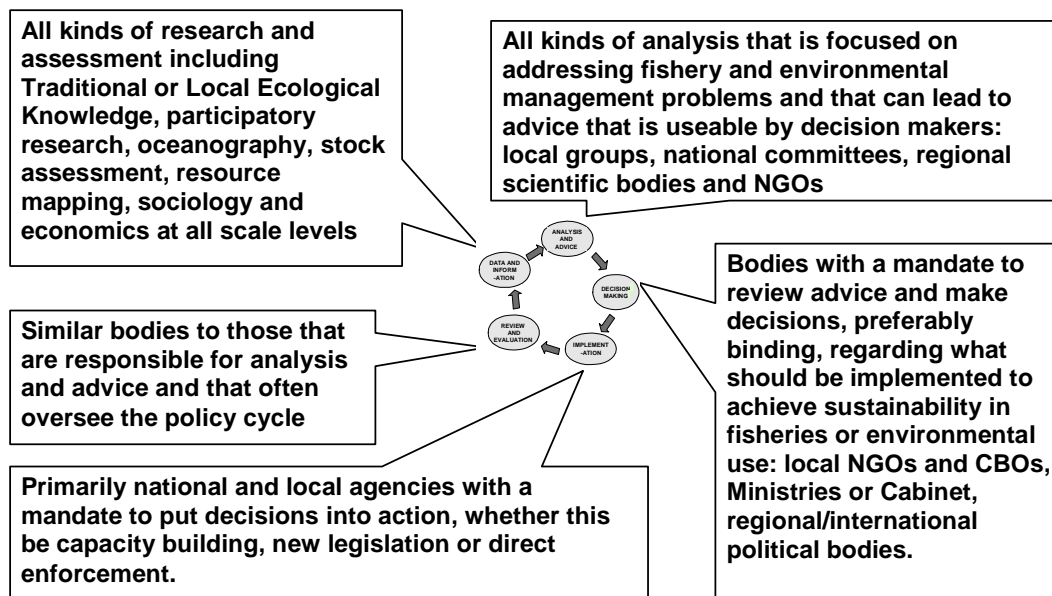 All kinds of research and
assessment including
Traditional or Local Ecological
Knowledge, participatory
research, oceanography, stock
assessment, resource
mapping, sociology and
economics at all scale levels
All kinds of analysis that is focused on
addressing fishery and environmental
management problems and that can lead to
advice that is useable by decision makers:
local groups, national committees, regional
scientific bodies and NGOs
ANALYSIS
AND
ADVICE
DATA AND
INFORM
-ATION
DECISION
MAKING
REVIEW
AND
EVALUATION
IMPLEMENT
-ATION
Bodies with a mandate to
review advice and make
decisions, preferably
binding, regarding what
should be implemented to
achieve sustainability in
fisheries or environmental
use: local NGOs and CBOs,
Ministries or Cabinet,
regional/international
political bodies.
Similar bodies to those that
are responsible for analysis
and advice and that often
oversee the policy cycle
Primarily national and local agencies with a
mandate to put decisions into action, whether this
be capacity building, new legislation or direct
enforcement.